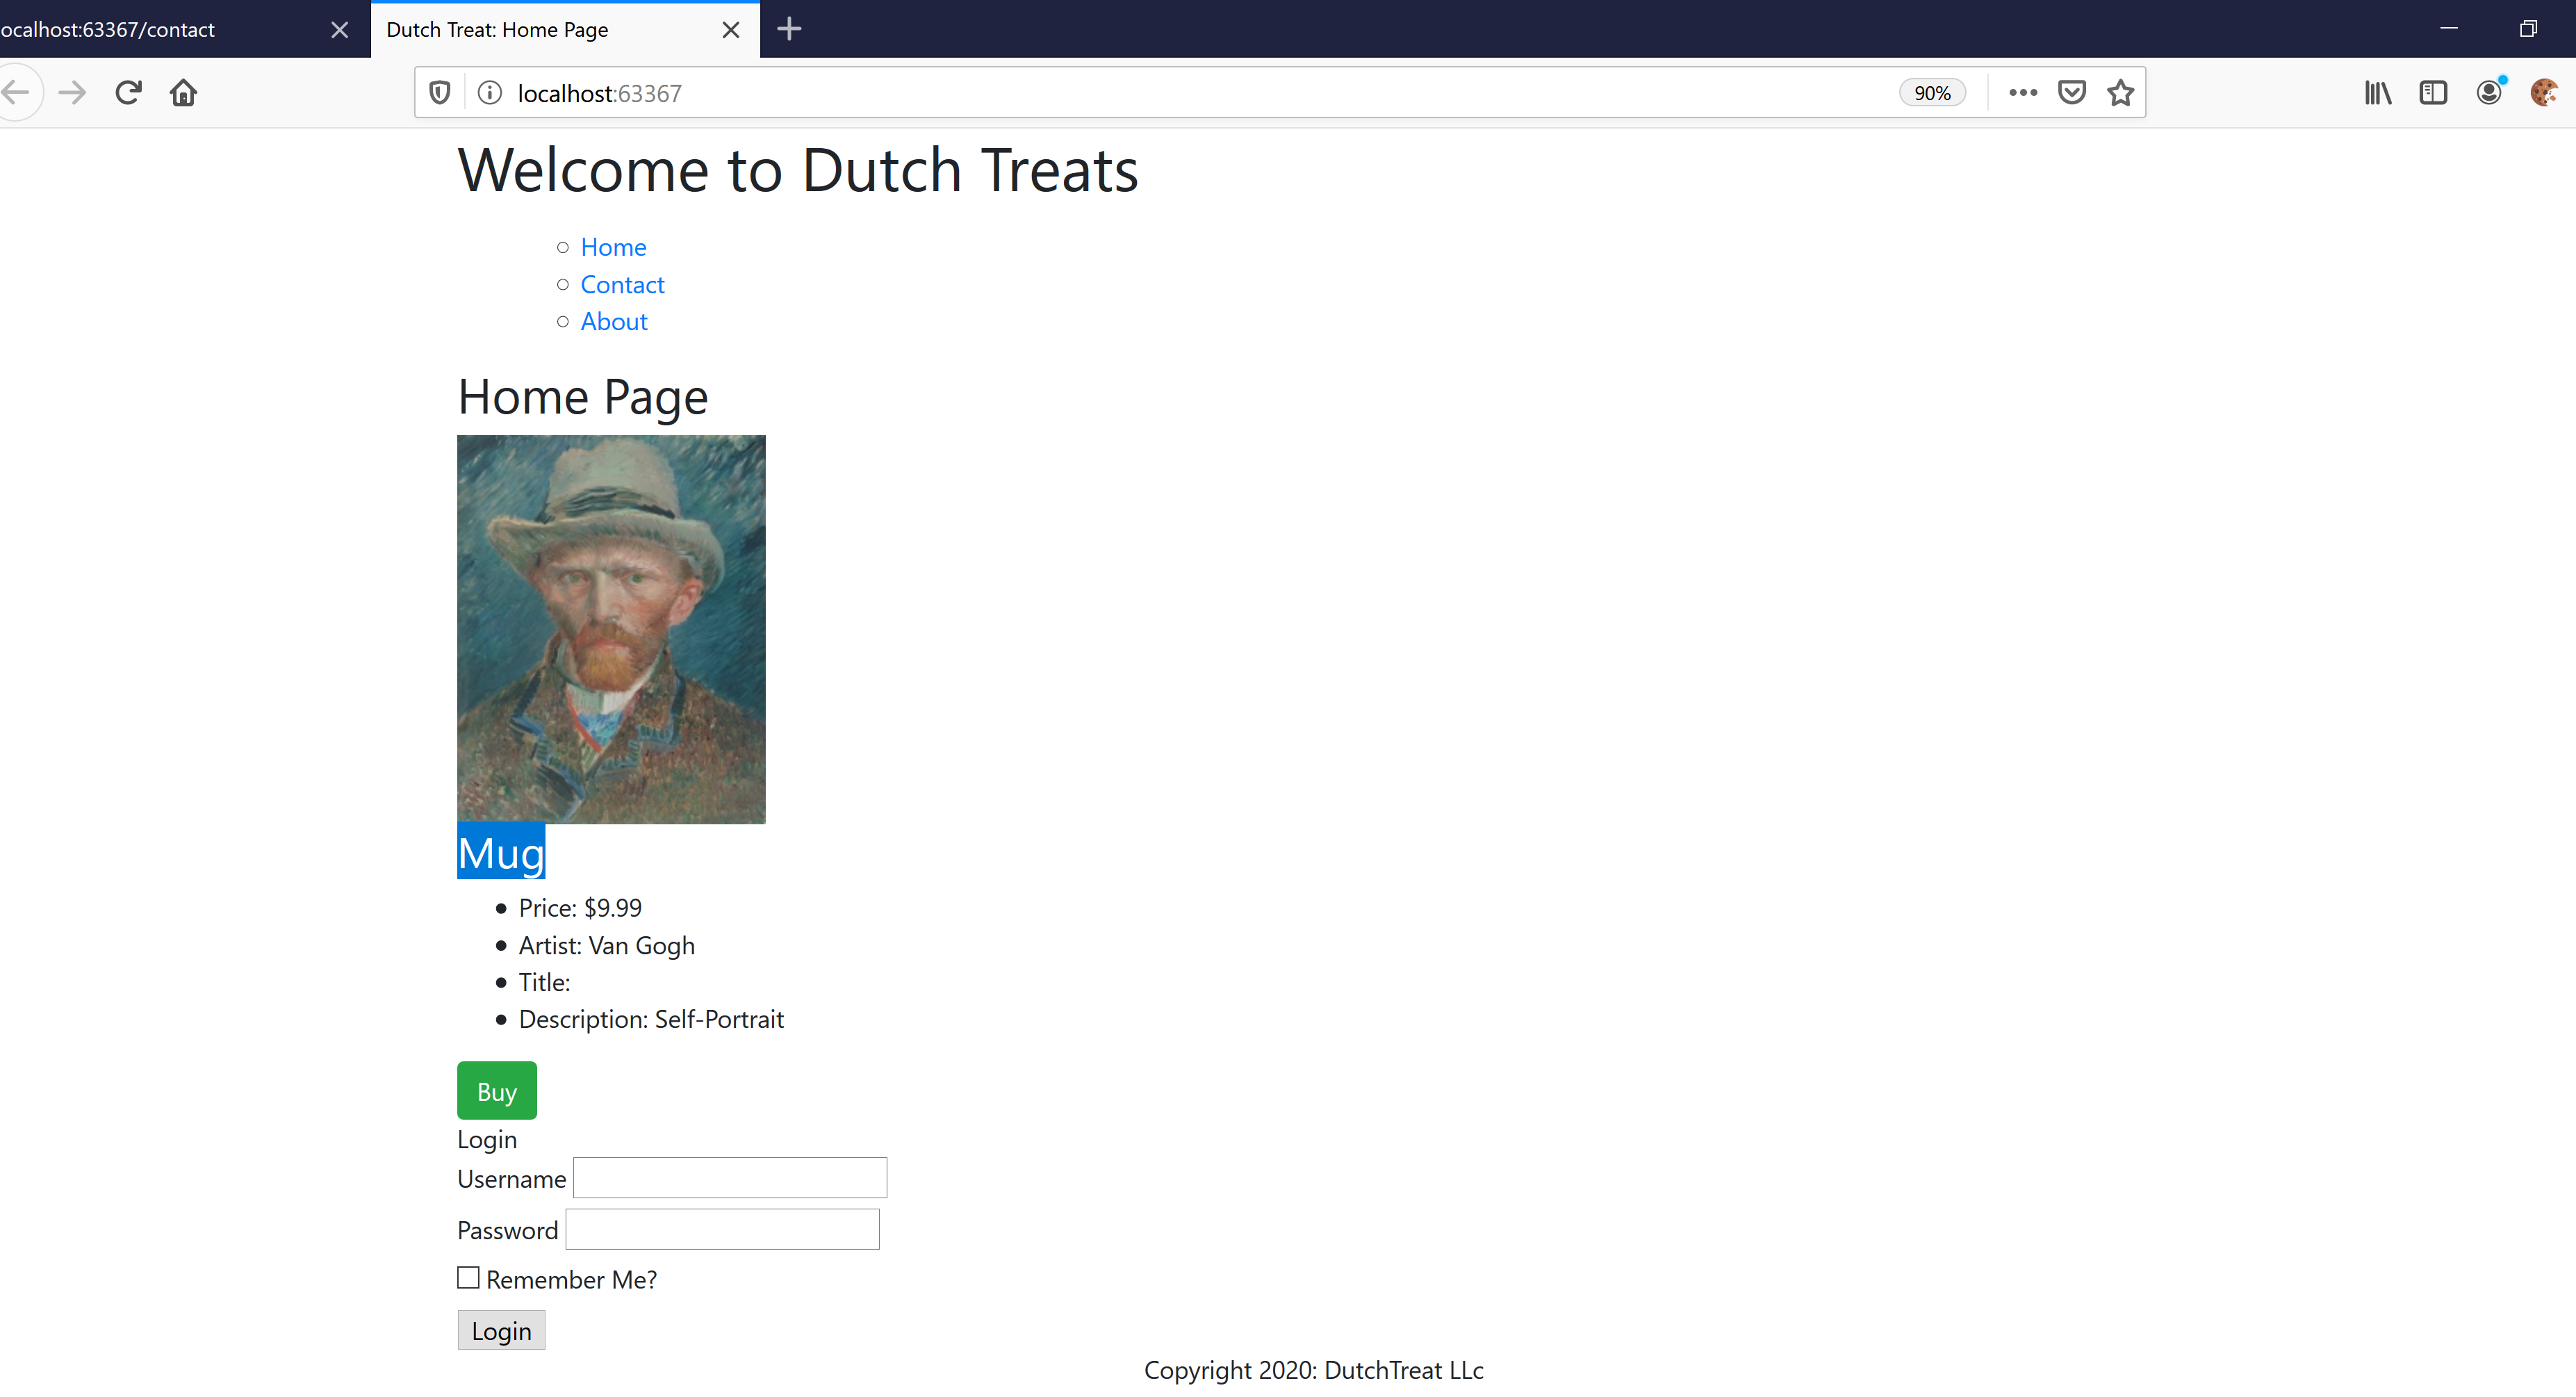 ocalhost:63367/contact
Dutch Treat: Home Page
localhost:63367
90%
Welcome to Dutch Treats
Home
Contact
About
Home Page
Mug
Price: $9.99
Artist: Van Gogh
Title:
Description: Self-Portrait
Buy
Login
Username
Password
Remember Me?
Login
Copyright 2020: DutchTreat LLc